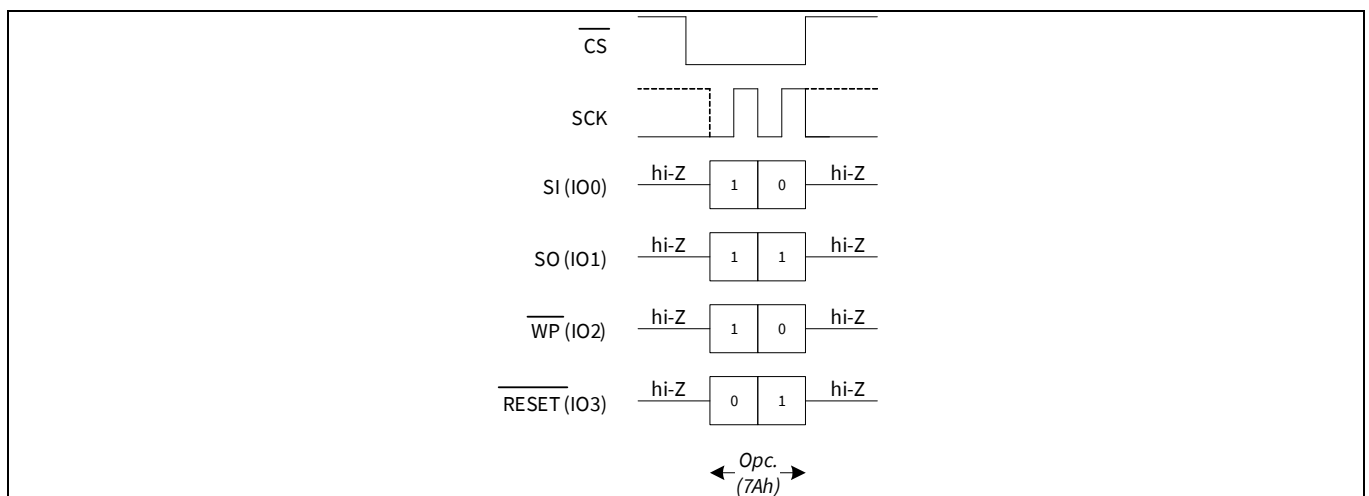 CS
SCK
hi-Z 1 0 hi-Z
SI (IO0)
hi-Z 1 1 hi-Z
SO (IO1)
hi-Z 1 0 hi-Z
WP (IO2)
hi-Z 0 1 hi-Z
RESET (IO3)
Opc.
(7Ah)